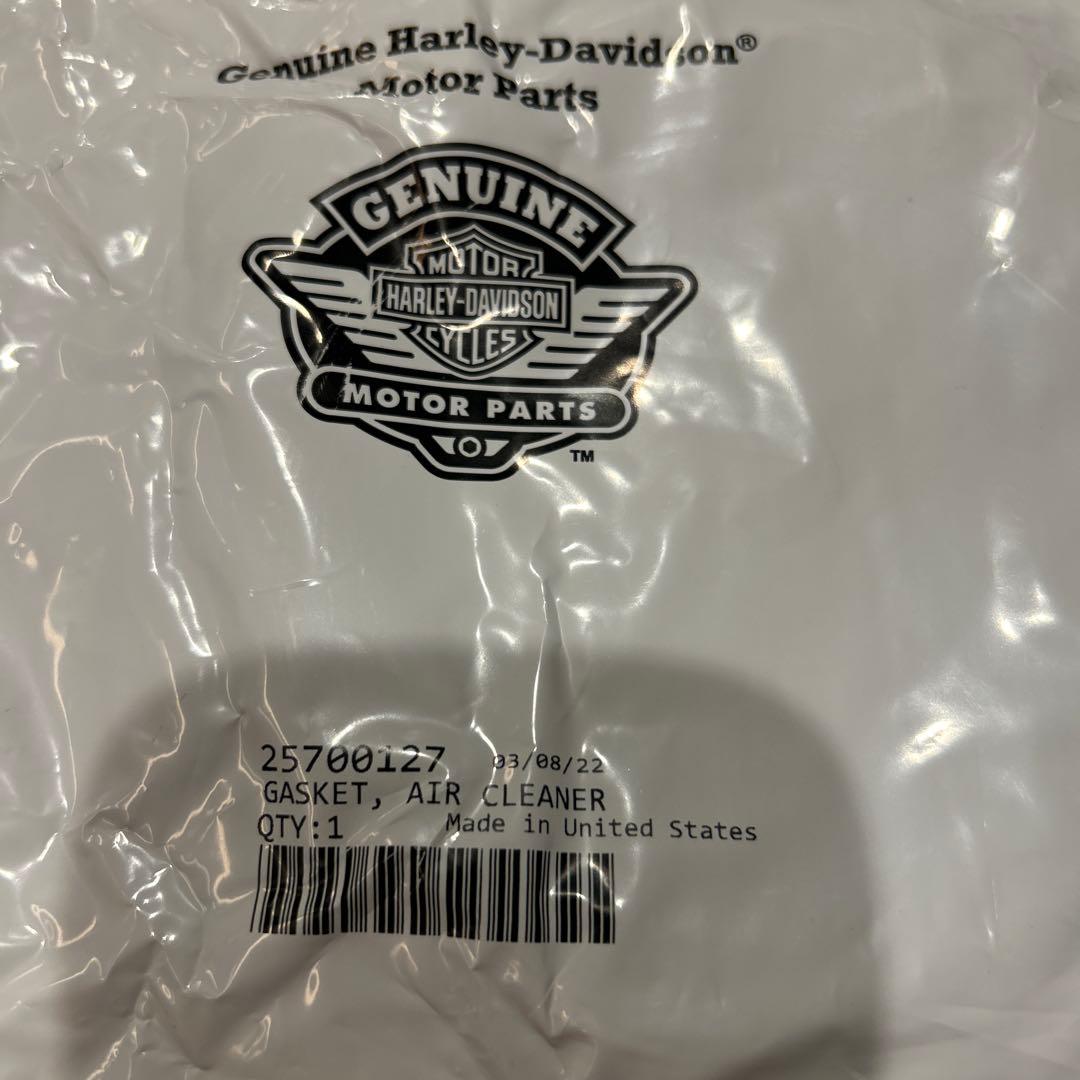 Genuine Harley-Davidson®
Motor Parts
GENUINE
MOTOR
HARLEY-DAVIDSON
CYCLES
MOTOR PARTS
TM
25700127 03/08/22
GASKET, AIR CLEANER
QTY:1 Made in United States